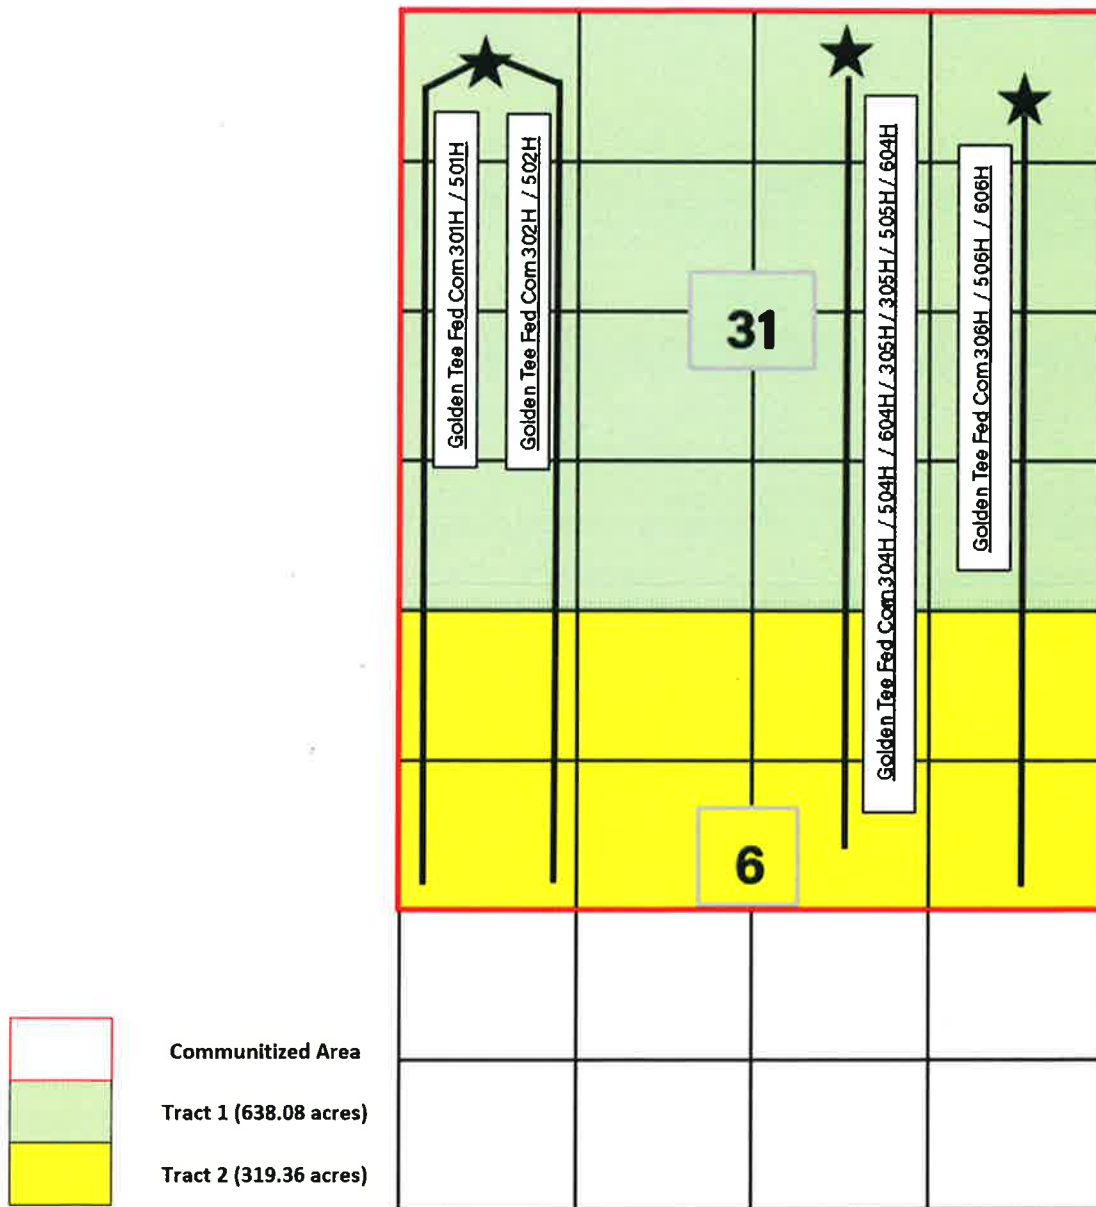 Golden Tee Fed Com 301H / 501H
Golden Tee Fed Com 302H / 502H
Golden Tee Fed Com 304H / 504H / 604H / 305H / 305H / 505H / 604H
Golden Tee Fed Com 306H / 506H / 606H
31
6
Communitized Area
Tract 1 (638.08 acres)
Tract 2 (319.36 acres)